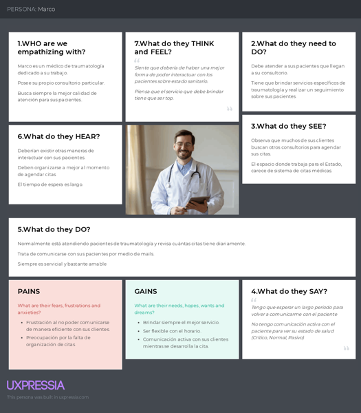 PERSONA: Marco
1.WHO are we
empathizing with?
Marco es un médico de traumatología
dedicado a su trabajo
Posee su propio consultorio particular
Busca siempre la mejor calidad de
atención para sus pacientes
7.What do they THINK
and FEEL?
Siente que debería de haber una mejor
forma de poder interactuar con los
pacientes sobre esta dolarsela
Piensa que el servicio que debe brindar
tiene que ser top
2.What do they need to
DO?
Debe atender a sus pacientes que llegan
a su consultorio
Tiene que brindar servicios específicos de
traumatología y realizar un seguimiento
sobre sus pacientes
6.What do they HEAR?
Deberían existir otras maneras de
interactuar con sus pacientes
Deben organizarse mejor al momento
de agendar citas
El tiempo de espera es largo
3.What do they SEE?
Observa que muchos de sus clientes
buscan otros consultorios para agendar
sus citas
El espacio donde trabaja por el Estado,
carece de sistema de citas médicas
5.What do they DO?
Normalmente está atendiendo pacientes de traumatología y revisa cuántas citas tiene diariamente
Trata de comunicarse con sus pacientes por medio de mails
Siempre es servicial y bastante amable
PAINS
What are their fears, frustrations and
anxieties?
Frustración al no poder comunicarse
de manera eficiente con sus clientes
Preocupación por la falta de
organización de citas
GAINS
What are their needs, hopes, wants and
dreams?
Brindar siempre el mejor servicio
Ser flexible con el horario
Comunicación activa con sus clientes
mientras se desarrolla la cita
4.What do they SAY?
Tengo que esperar un largo período para
volver a comunicarme con el paciente
No tengo comunicación activa con el
paciente para ver su estado de salud
(Crítico, Normal, Pasivo)
UXPRESSIA
This persona was built in uxpressia.com